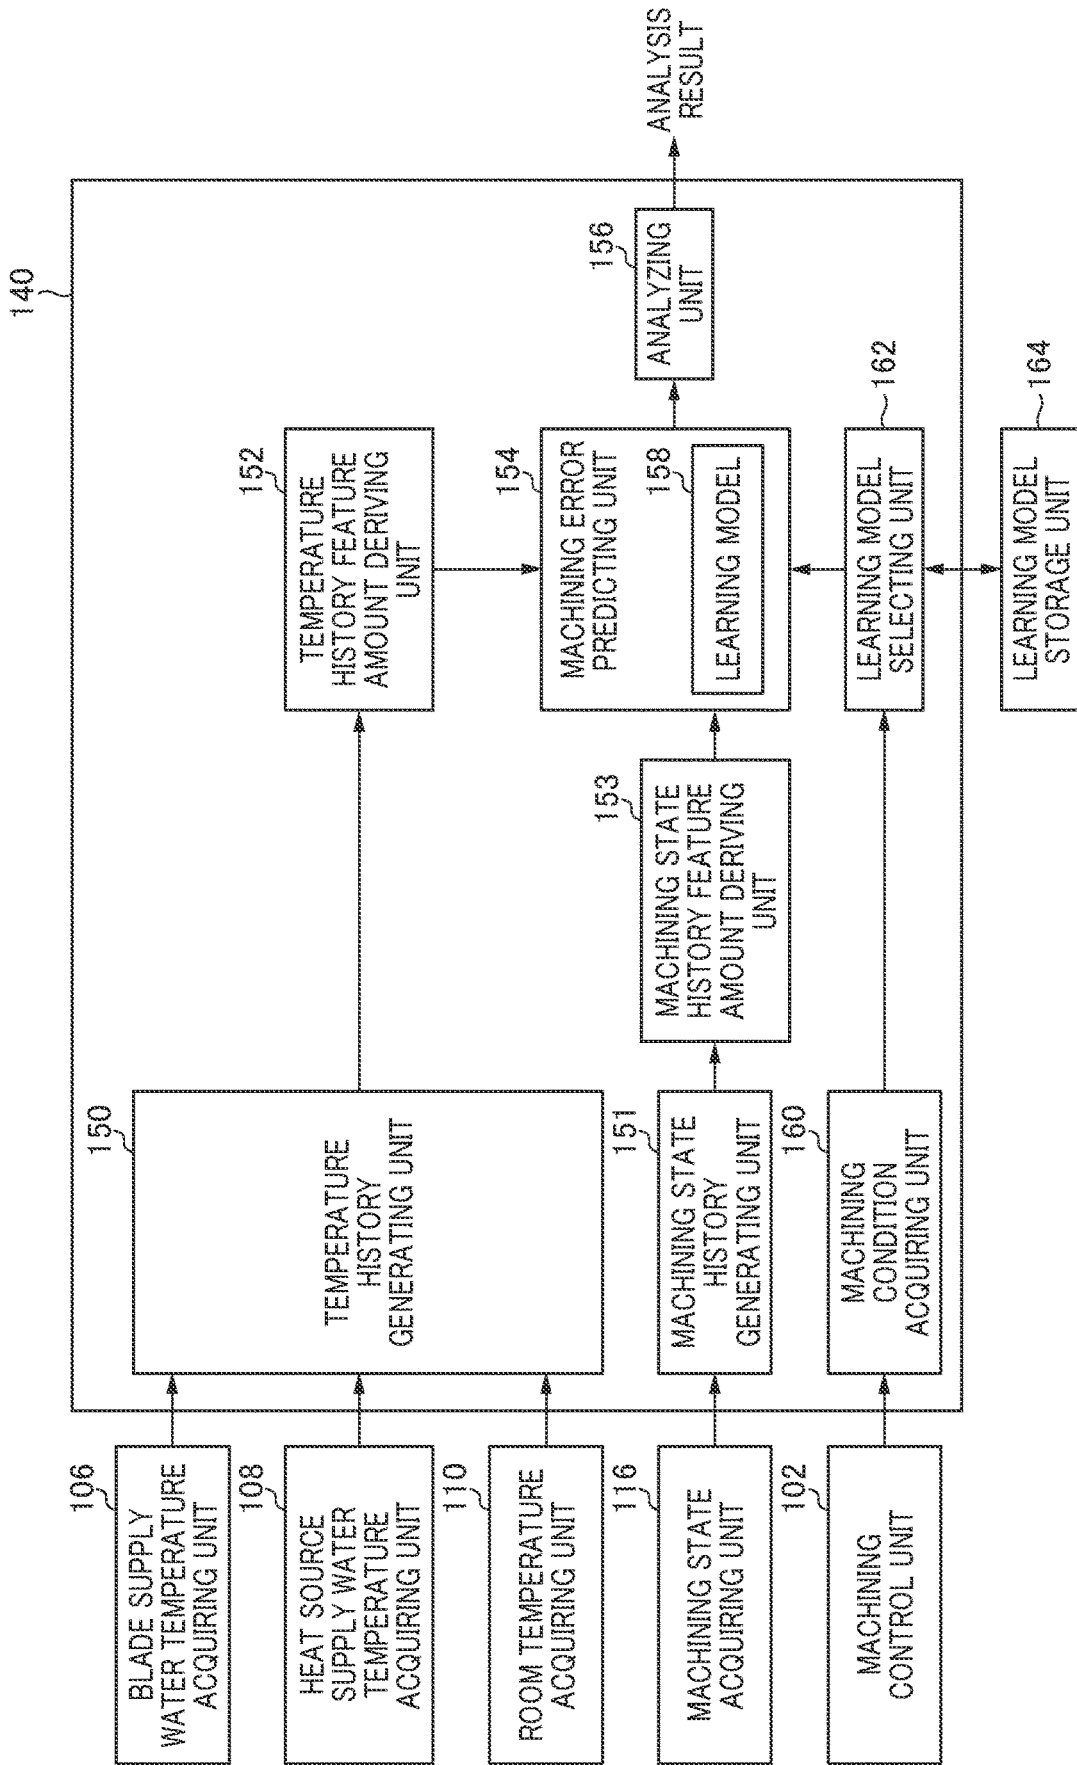 140
106
BLADE SUPPLY
WATER TEMPERATURE
ACQUIRING UNIT
108
HEAT SOURCE
SUPPLY WATER
TEMPERATURE
ACQUIRING UNIT
110
ROOM TEMPERATURE
ACQUIRING UNIT
116
MACHINING STATE
ACQUIRING UNIT
102
MACHINING
CONTROL UNIT
150
TEMPERATURE
HISTORY
GENERATING UNIT
151
MACHINING STATE
HISTORY
GENERATING UNIT
160
MACHINING
CONDITION
ACQUIRING UNIT
153
MACHINING STATE
HISTORY FEATURE
AMOUNT DERIVING
UNIT
152
TEMPERATURE
HISTORY FEATURE
AMOUNT DERIVING
UNIT
154
MACHINING ERROR
PREDICTING UNIT
158
LEARNING MODEL
162
LEARNING MODEL
SELECTING UNIT
164
LEARNING MODEL
STORAGE UNIT
156
ANALYZING
UNIT
ANALYSIS
RESULT